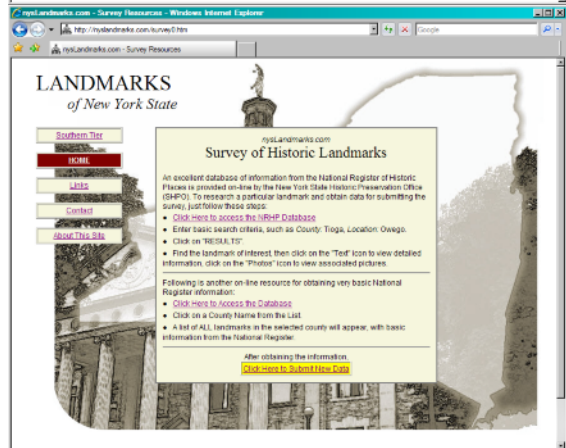 nysLandmarks.com - Survey Resources - Windows Internet Explorer
http://nyslandmarks.com/survey0.htm
Google
nysLandmarks.com - Survey Resources
LANDMARKS
of New York State
Southern Tier
HOME
Links
Contact
About This Site
nysLandmarks.com
Survey of Historic Landmarks
An excellent database of information from the National Register of Historic
Places is provided on-line by the New York State Historic Preservation Office
(SHPO). To research a particular landmark and obtain data for submitting the
survey, just follow these steps:
• Click Here to access the NRHP Database
• Enter basic search criteria, such as County: Tioga, Location: Owego.
• Click on "RESULTS".
• Find the landmark of interest, then click on the "Text" icon to view detailed
information, click on the "Photos" icon to view associated pictures.
Following is another on-line resource for obtaining very basic National
Register information:
• Click Here to Access the Database
• Click on a County Name from the List.
• A list of ALL landmarks in the selected county will appear, with basic
information from the National Register.
After obtaining the information,
Click Here to Submit New Data